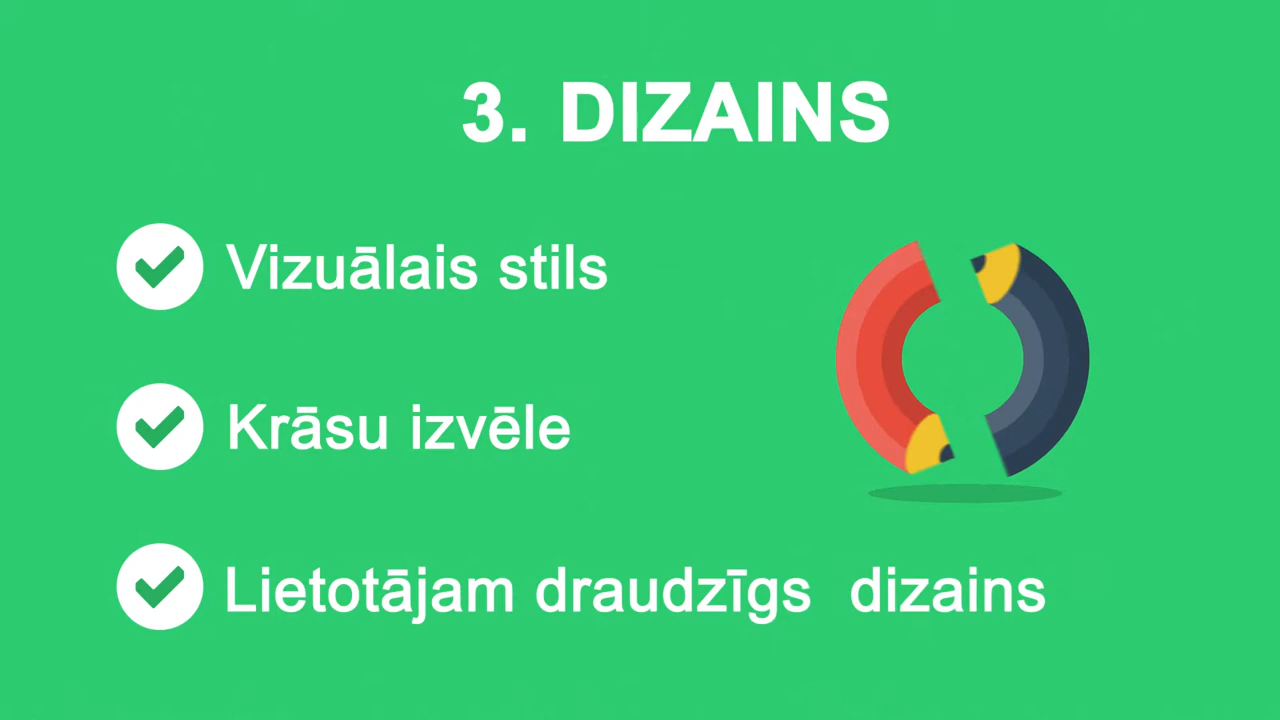 3. DIZAINS
Vizuālais stils
Krāsu izvēle
Lietotājam draudzīgs  dizains